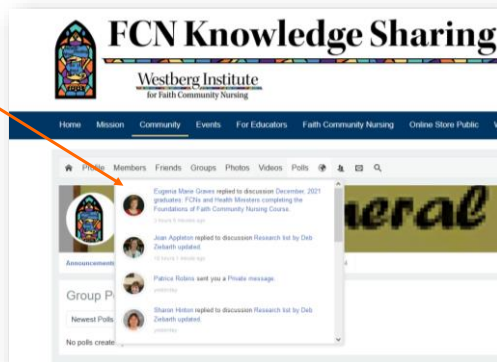 FCN Knowledge Sharing
Westberg Institute
for Faith Community Nursing
Home Mission Community Events For Educators Faith Community Nursing Online Store Public
Profile Members Friends Groups Photos Videos Polls
Eugenia Marie Graves replied to discussion December, 2021
graduates: FCNs and Health Ministers completing the
Foundations of Faith Community Nursing Course.
Joan Appleton replied to discussion Research list by Deb
Ziebarth updated.
Patrice Robins sent you a Private message.
yesterday
Sharon Hinton replied to discussion Research list by Deb
Ziebarth updated.
yesterday
neral
Announcements
Group P
Newest Polls
No polls create